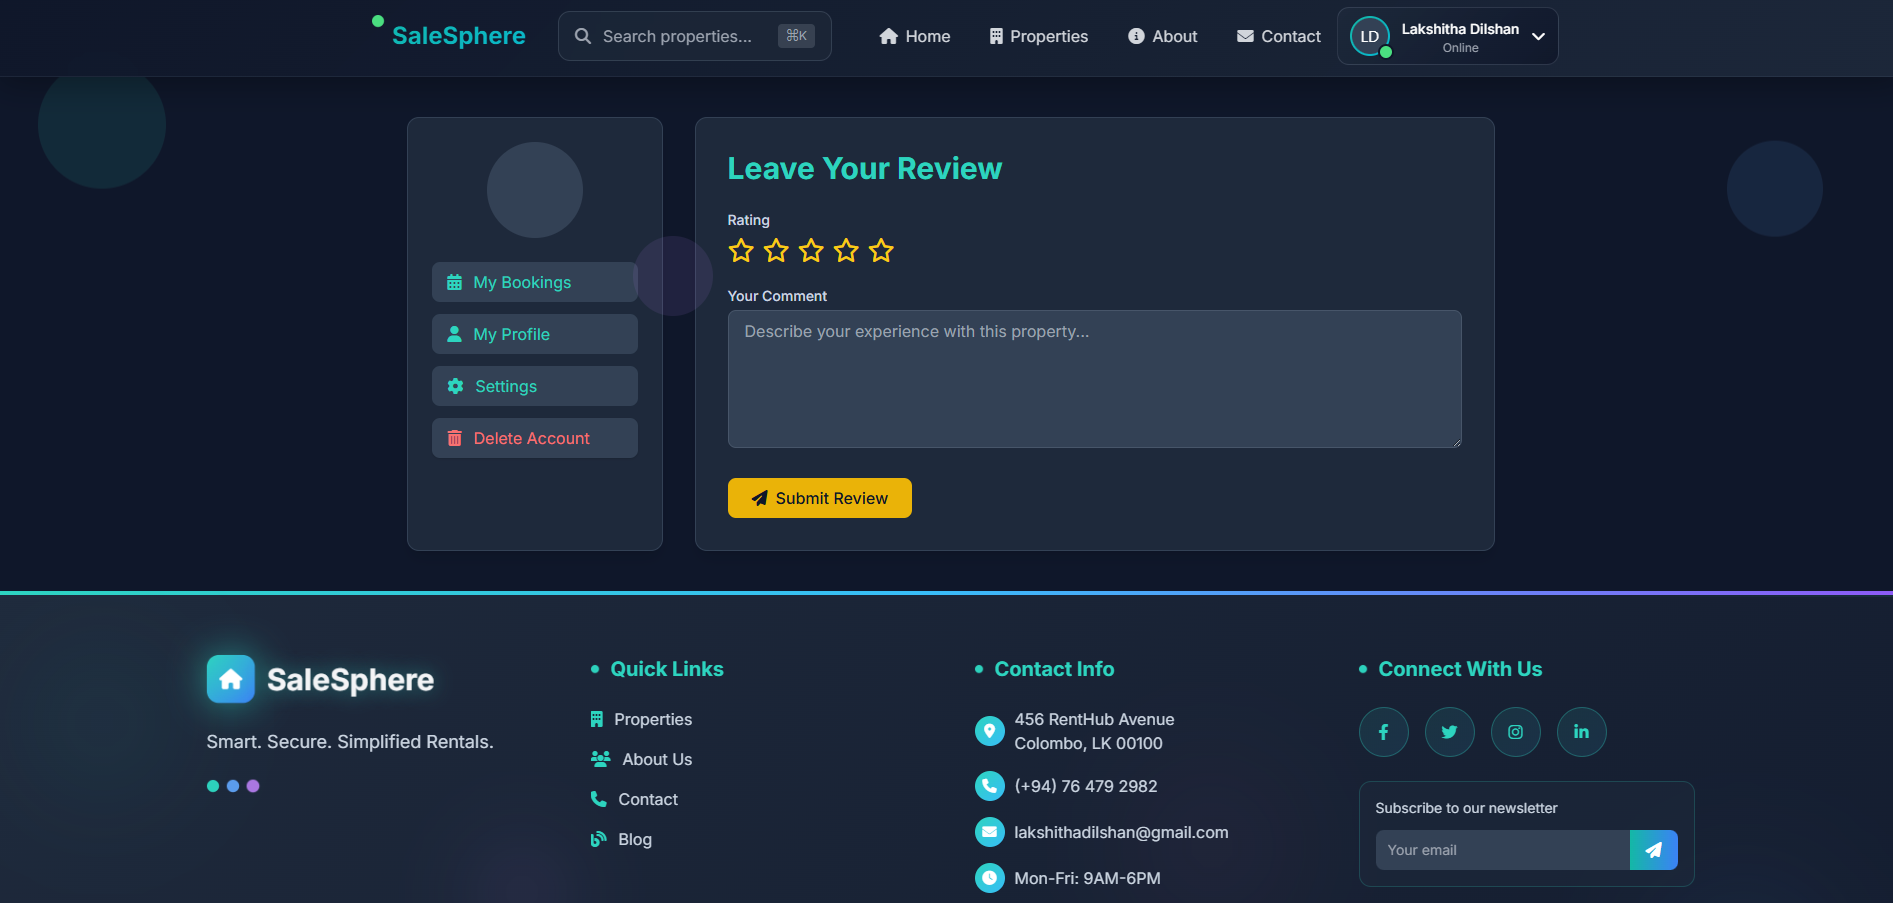 SaleSphere
Search properties...
⌘K
Home
Properties
About
Contact
LD
Lakshitha Dilshan
Online
My Bookings
My Profile
Settings
Delete Account
Leave Your Review
Rating
Your Comment
Describe your experience with this property...
Submit Review
SaleSphere
Smart. Secure. Simplified Rentals.
Quick Links
Properties
About Us
Contact
Blog
Contact Info
456 RentHub Avenue
Colombo, LK 00100
(+94) 76 479 2982
lakshithadilshan@gmail.com
Mon-Fri: 9AM-6PM
Connect With Us
Subscribe to our newsletter
Your email